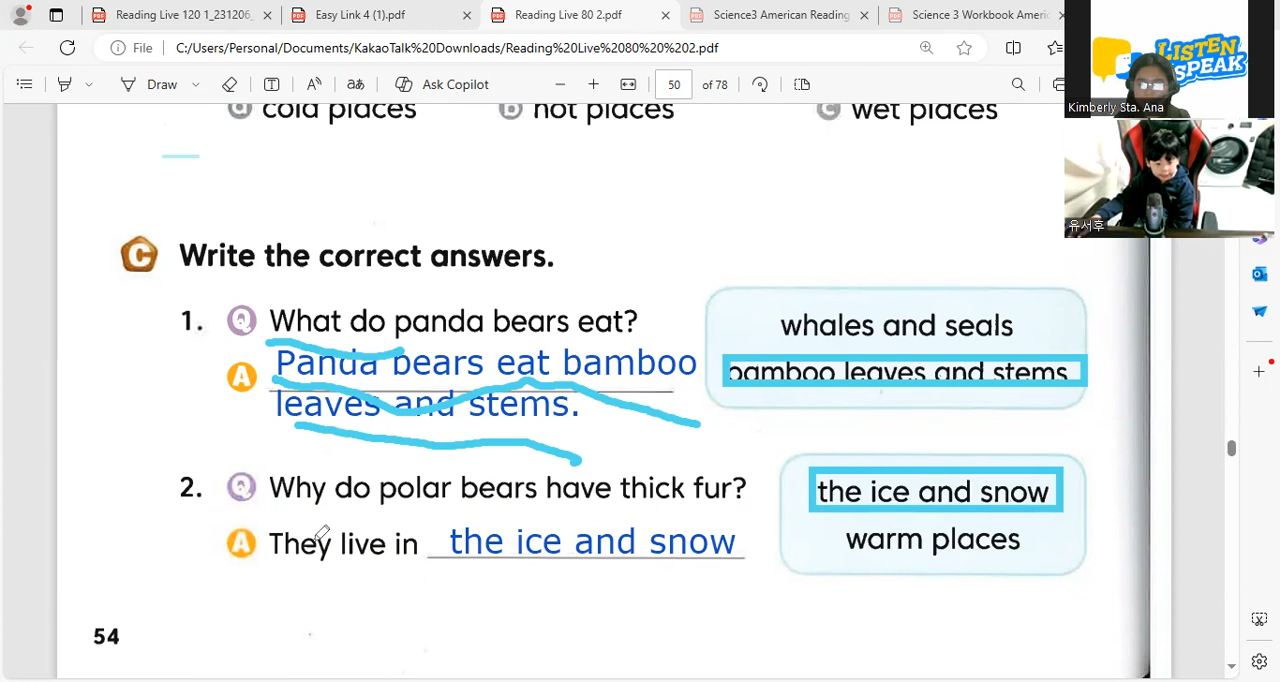 Reading Live 120 1_231206_
Easy Link 4 (1).pdf
Reading Live 80 2.pdf
Science3 American Reading
Science 3 Workbook Ameri
File
C:/Users/Personal/Documents/KakaoTalk%20Downloads/Reading%20Live%2080%20%202.pdf
Draw
aあ
Ask Copilot
50 of 78
LISTEN
SPEAK
Kimberly Sta. Ana
유서후
a cold places
b hot places
c wet places
C Write the correct answers.
1. Q What do panda bears eat?
A Panda bears eat bamboo
leaves and stems.
whales and seals
bamboo leaves and stems
2. Q Why do polar bears have thick fur?
A They live in the ice and snow
the ice and snow
warm places
54